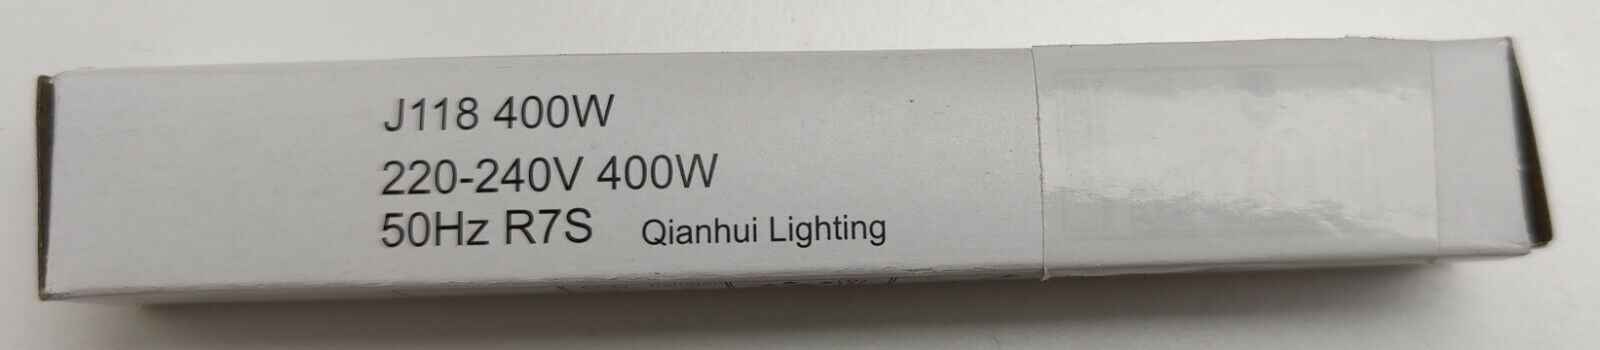 J118 400W
220-240V 400W
50Hz R7S Qianhui Lighting